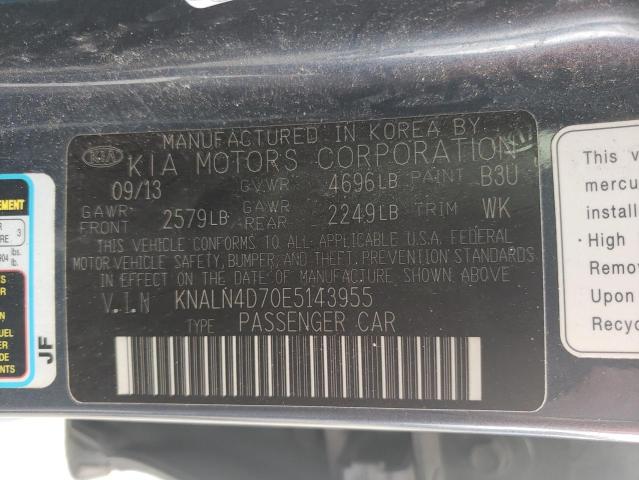 MANUFACTURED IN KOREA BY
KIA KIA MOTORS CORPORATION
09/13 GVWR 4696LB PAINT B3U
GAWR FRONT 2579LB GAWR REAR 2249LB TRIM WK
THIS VEHICLE CONFORMS TO ALL APPLICABLE U.S.A. FEDERAL
MOTOR VEHICLE SAFETY, BUMPER, AND THEFT PREVENTION STANDARDS
IN EFFECT ON THE DATE OF MANUFACTURE SHOWN ABOVE
V.I.N KNALN4D70E5143955
TYPE PASSENGER CAR
JF
This v
mercu
install
High
Remov
Upon
Recyc